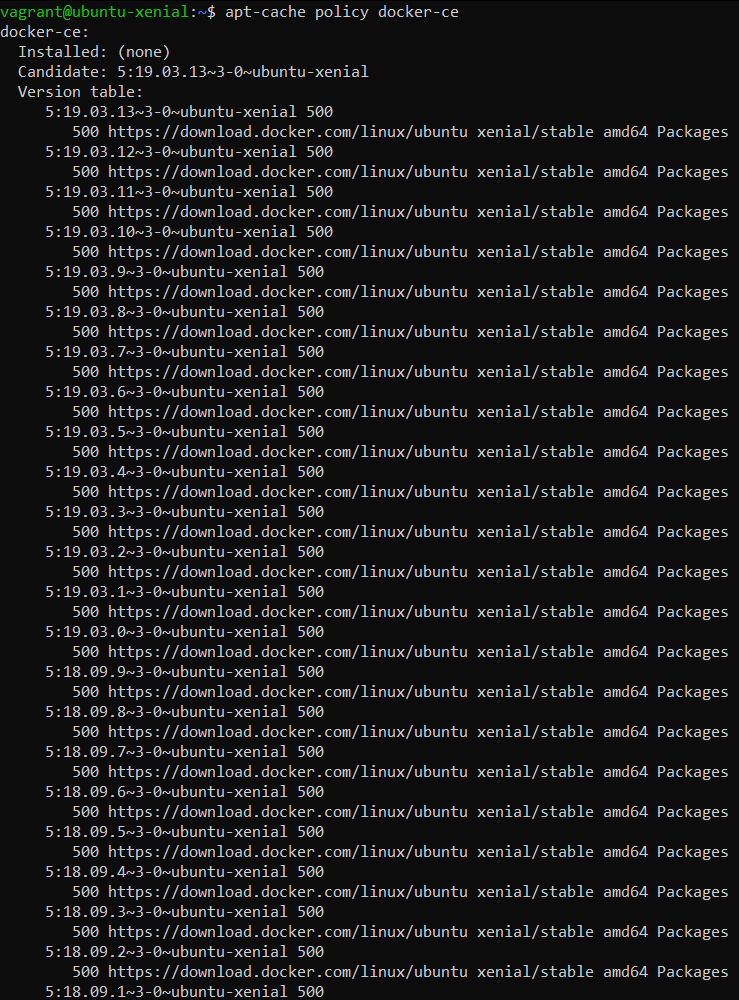 vagrant@ubuntu-xenial:~$ apt-cache policy docker-ce
docker-ce:
  Installed: (none)
  Candidate: 5:19.03.13~3-0~ubuntu-xenial
  Version table:
     5:19.03.13~3-0~ubuntu-xenial 500
        500 https://download.docker.com/linux/ubuntu xenial/stable amd64 Packages
     5:19.03.12~3-0~ubuntu-xenial 500
        500 https://download.docker.com/linux/ubuntu xenial/stable amd64 Packages
     5:19.03.11~3-0~ubuntu-xenial 500
        500 https://download.docker.com/linux/ubuntu xenial/stable amd64 Packages
     5:19.03.10~3-0~ubuntu-xenial 500
        500 https://download.docker.com/linux/ubuntu xenial/stable amd64 Packages
     5:19.03.9~3-0~ubuntu-xenial 500
        500 https://download.docker.com/linux/ubuntu xenial/stable amd64 Packages
     5:19.03.8~3-0~ubuntu-xenial 500
        500 https://download.docker.com/linux/ubuntu xenial/stable amd64 Packages
     5:19.03.7~3-0~ubuntu-xenial 500
        500 https://download.docker.com/linux/ubuntu xenial/stable amd64 Packages
     5:19.03.6~3-0~ubuntu-xenial 500
        500 https://download.docker.com/linux/ubuntu xenial/stable amd64 Packages
     5:19.03.5~3-0~ubuntu-xenial 500
        500 https://download.docker.com/linux/ubuntu xenial/stable amd64 Packages
     5:19.03.4~3-0~ubuntu-xenial 500
        500 https://download.docker.com/linux/ubuntu xenial/stable amd64 Packages
     5:19.03.3~3-0~ubuntu-xenial 500
        500 https://download.docker.com/linux/ubuntu xenial/stable amd64 Packages
     5:19.03.2~3-0~ubuntu-xenial 500
        500 https://download.docker.com/linux/ubuntu xenial/stable amd64 Packages
     5:19.03.1~3-0~ubuntu-xenial 500
        500 https://download.docker.com/linux/ubuntu xenial/stable amd64 Packages
     5:19.03.0~3-0~ubuntu-xenial 500
        500 https://download.docker.com/linux/ubuntu xenial/stable amd64 Packages
     5:18.09.9~3-0~ubuntu-xenial 500
        500 https://download.docker.com/linux/ubuntu xenial/stable amd64 Packages
     5:18.09.8~3-0~ubuntu-xenial 500
        500 https://download.docker.com/linux/ubuntu xenial/stable amd64 Packages
     5:18.09.7~3-0~ubuntu-xenial 500
        500 https://download.docker.com/linux/ubuntu xenial/stable amd64 Packages
     5:18.09.6~3-0~ubuntu-xenial 500
        500 https://download.docker.com/linux/ubuntu xenial/stable amd64 Packages
     5:18.09.5~3-0~ubuntu-xenial 500
        500 https://download.docker.com/linux/ubuntu xenial/stable amd64 Packages
     5:18.09.4~3-0~ubuntu-xenial 500
        500 https://download.docker.com/linux/ubuntu xenial/stable amd64 Packages
     5:18.09.3~3-0~ubuntu-xenial 500
        500 https://download.docker.com/linux/ubuntu xenial/stable amd64 Packages
     5:18.09.2~3-0~ubuntu-xenial 500
        500 https://download.docker.com/linux/ubuntu xenial/stable amd64 Packages
     5:18.09.1~3-0~ubuntu-xenial 500